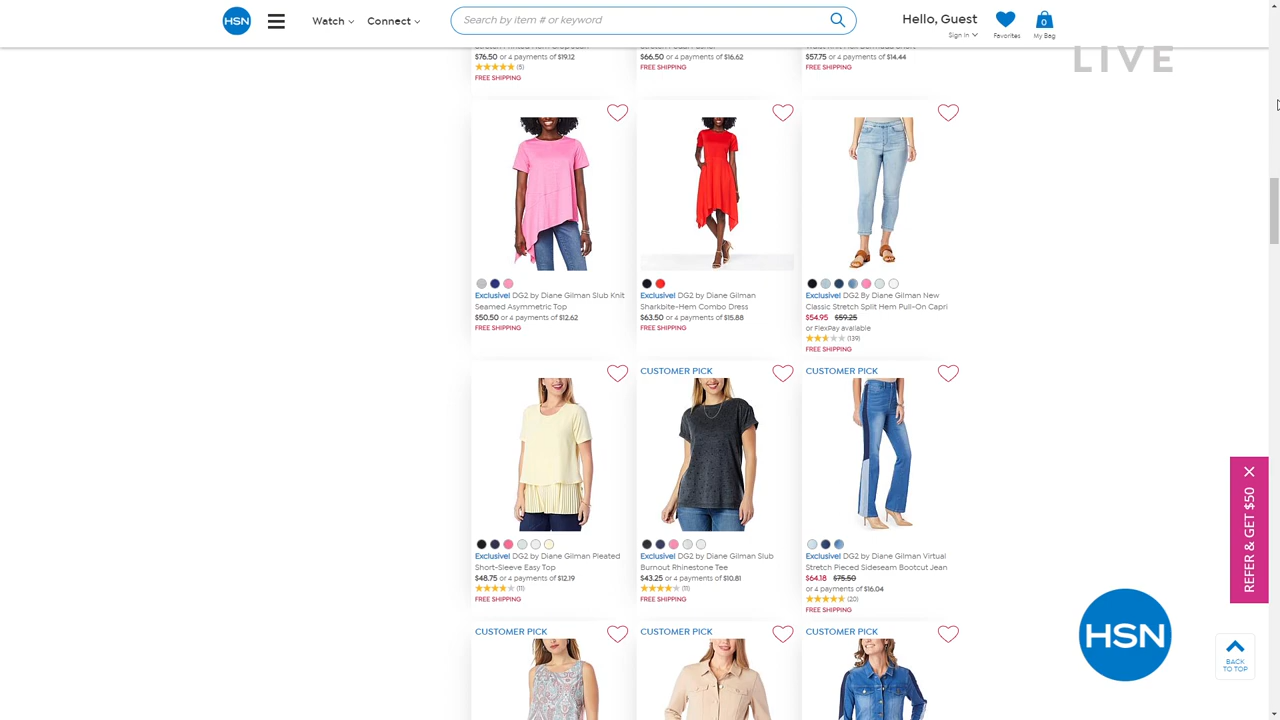 HSN
Watch
Connect
Search by item # or keyword
Hello, Guest
Sign In
Favorites
0
My Bag
LIVE
$76.50 or 4 payments of $19.12
(5)
FREE SHIPPING
$66.50 or 4 payments of $16.62
FREE SHIPPING
$57.75 or 4 payments of $14.44
FREE SHIPPING
Exclusive! DG2 by Diane Gilman Slub Knit
Seamed Asymmetric Top
$50.50 or 4 payments of $12.62
FREE SHIPPING
Exclusive! DG2 by Diane Gilman
Sharkbite-Hem Combo Dress
$63.50 or 4 payments of $15.88
FREE SHIPPING
Exclusive! DG2 By Diane Gilman New
Classic Stretch Split Hem Pull-On Capri
$54.95 $59.25
or FlexPay available
(139)
FREE SHIPPING
Exclusive! DG2 by Diane Gilman Pleated
Short-Sleeve Easy Top
$48.75 or 4 payments of $12.19
(11)
FREE SHIPPING
CUSTOMER PICK
Exclusive! DG2 by Diane Gilman Slub
Burnout Rhinestone Tee
$43.25 or 4 payments of $10.81
(11)
FREE SHIPPING
CUSTOMER PICK
Exclusive! DG2 by Diane Gilman Virtual
Stretch Pieced Sideseam Bootcut Jean
$64.18 $75.50
or 4 payments of $16.04
(20)
FREE SHIPPING
CUSTOMER PICK
CUSTOMER PICK
CUSTOMER PICK
REFER & GET $50
HSN
BACK
TO TOP